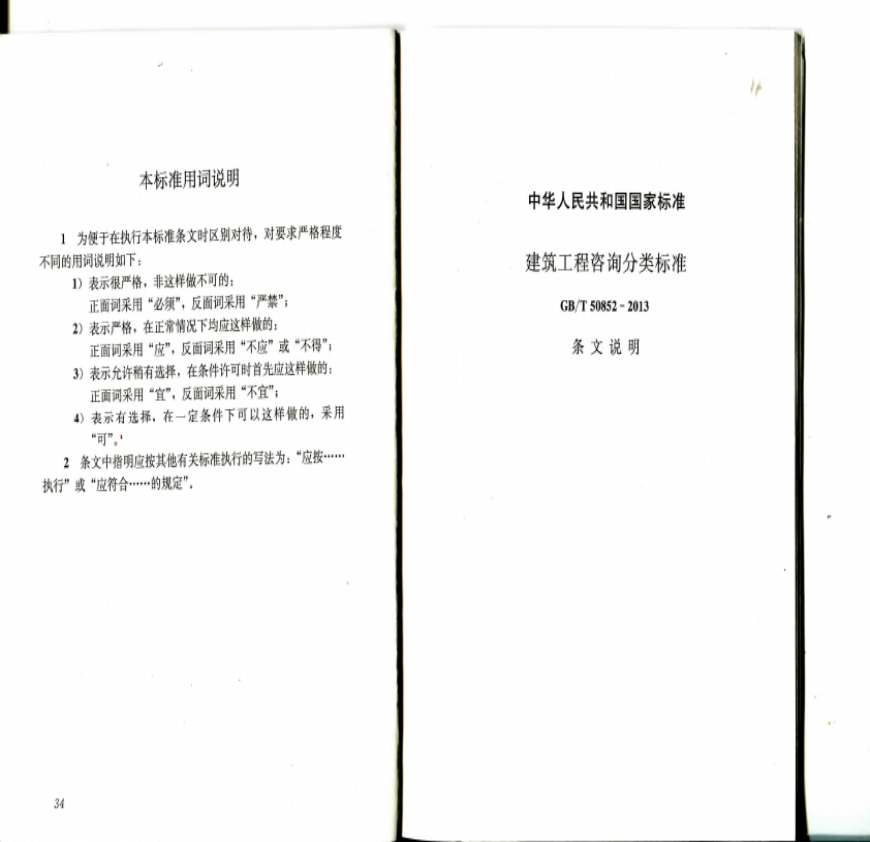 本标准用词说明
1 为便于在执行本标准条文时区别对待，对要求严格程度
不同的用词说明如下：
1）表示很严格，非这样做不可的：
正面词采用“必须”，反面词采用“严禁”；
2）表示严格，在正常情况下均应这样做的：
正面词采用“应”，反面词采用“不应”或“不得”；
3）表示允许稍有选择，在条件许可时首先应这样做的：
正面词采用“宜”，反面词采用“不宜”；
4）表示有选择，在一定条件下可以这样做的，采用
“可”。
2 条文中指明应按其他有关标准执行的写法为：“应按……
执行”或“应符合……的规定”。
34
中华人民共和国国家标准
建筑工程咨询分类标准
GB/T 50852－2013
条文说明